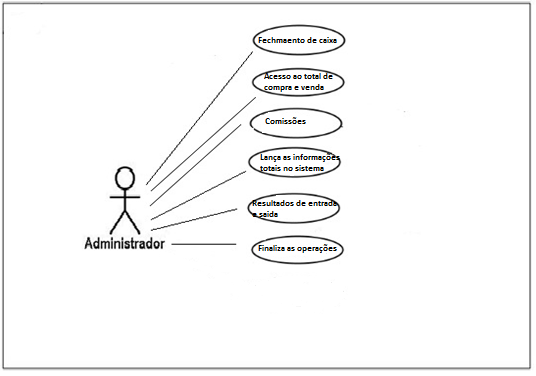 Fechmaento de caixa
Acesso ao total de
compra e venda
Comissões
Lança as informações
totais no sistema
Resultados de entrada
e saida
Administrador
Finaliza as operações